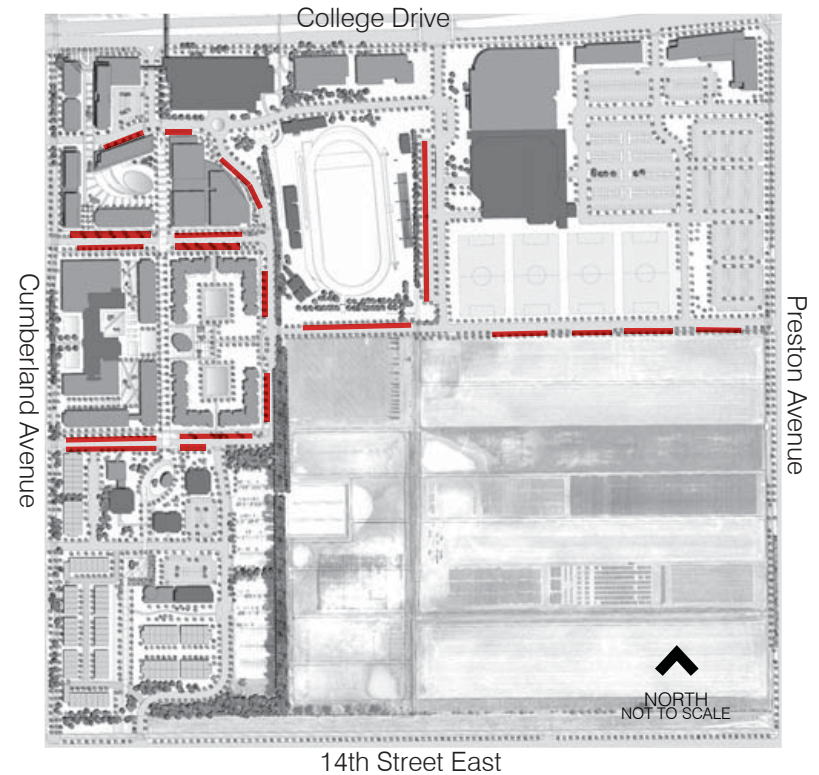 College Drive
Cumberland Avenue
Preston Avenue
NORTH
NOT TO SCALE
14th Street East